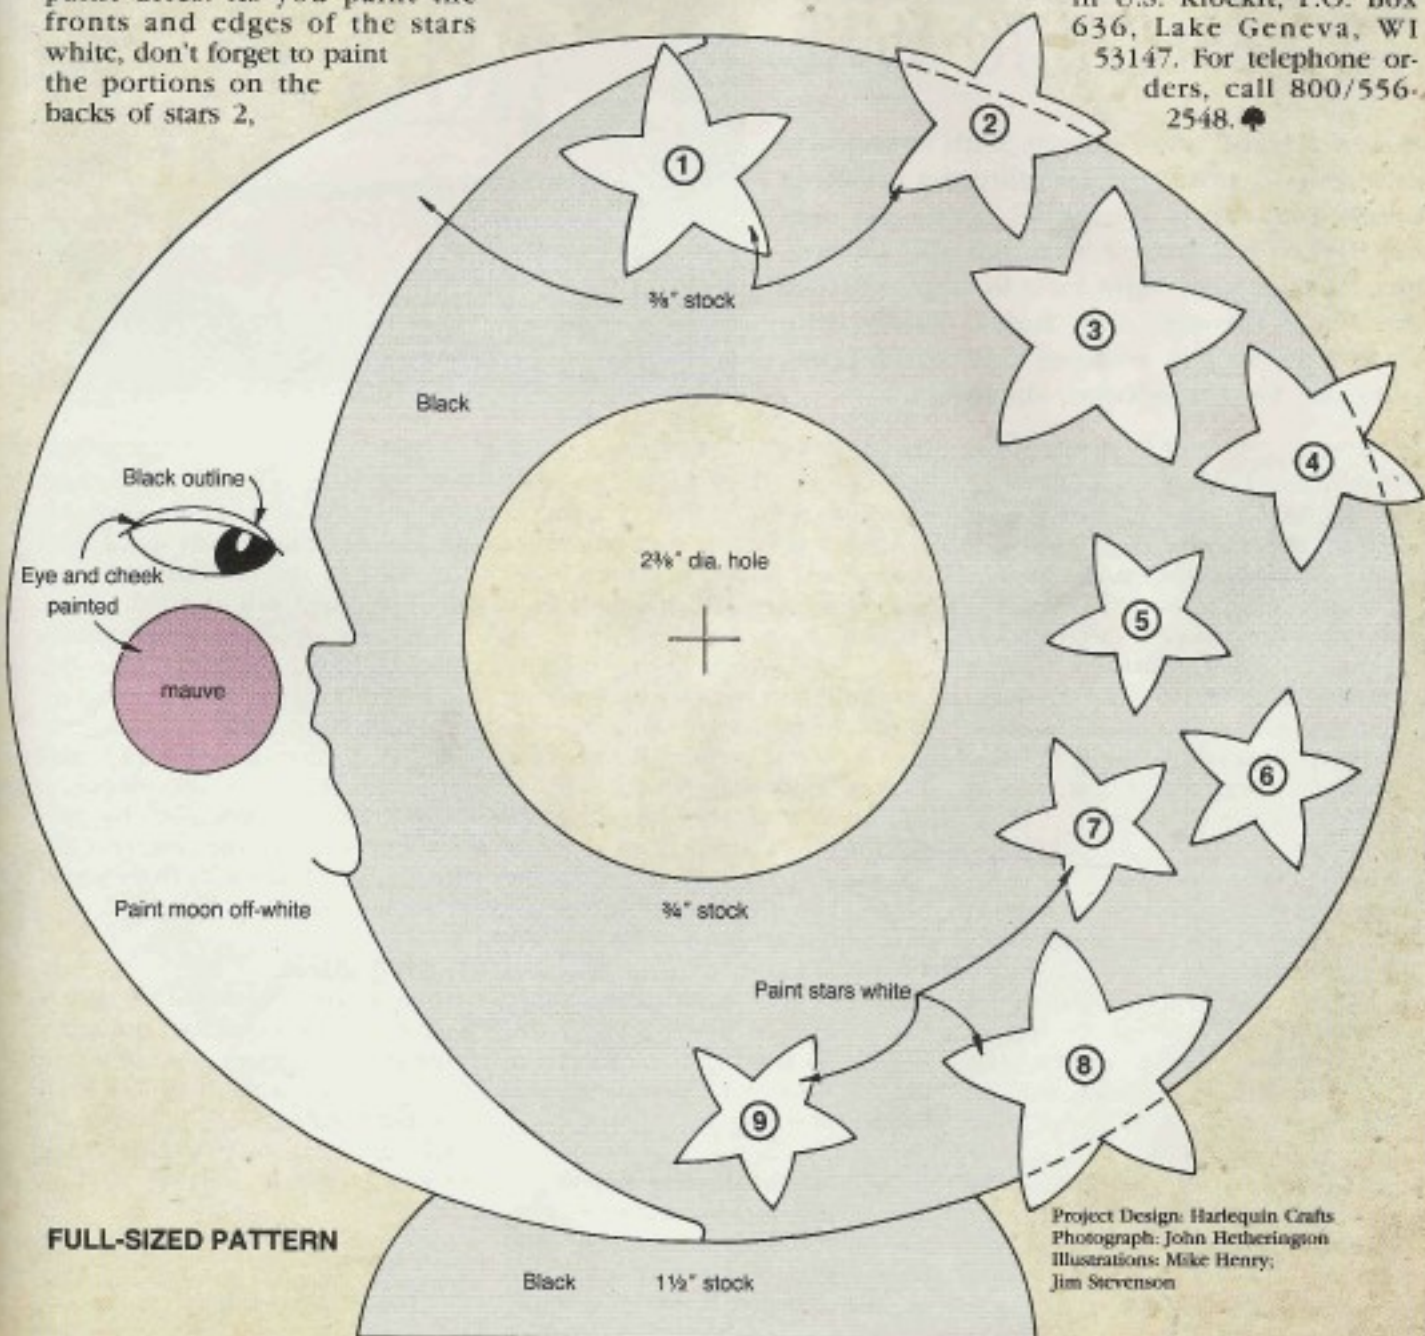 fronts and edges of the stars
white, don't forget to paint
the portions on the
backs of stars 2,
636, Lake Geneva, WI
53147. For telephone or-
ders, call 800/556-
2548.
1
2
3/8" stock
3
Black
4
Black outline
2 3/8" dia. hole
Eye and cheek
painted
5
mauve
6
7
Paint moon off-white
3/4" stock
Paint stars white
8
9
FULL-SIZED PATTERN
Project Design: Harlequin Crafts
Photograph: John Hetherington
Illustrations: Mike Henry;
Jim Stevenson
Black
1½" stock